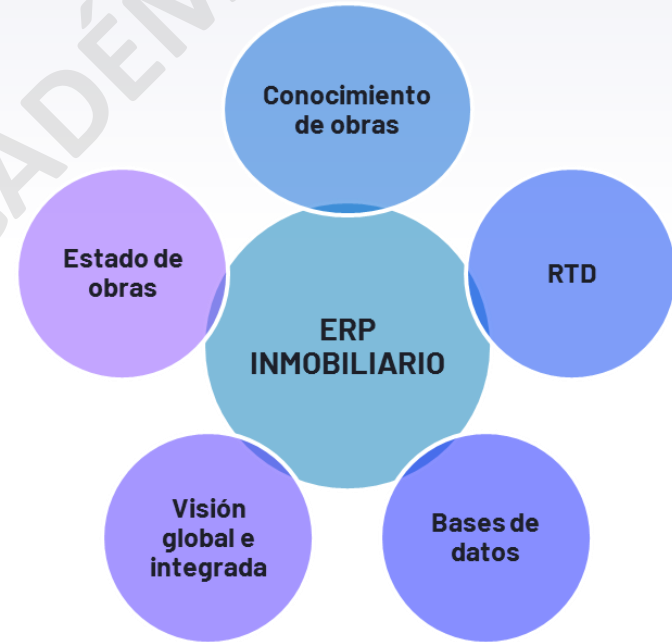 Conocimiento
de obras
Estado de
obras
RTD
ERP
INMOBILIARIO
Visión
global e
integrada
Bases de
datos